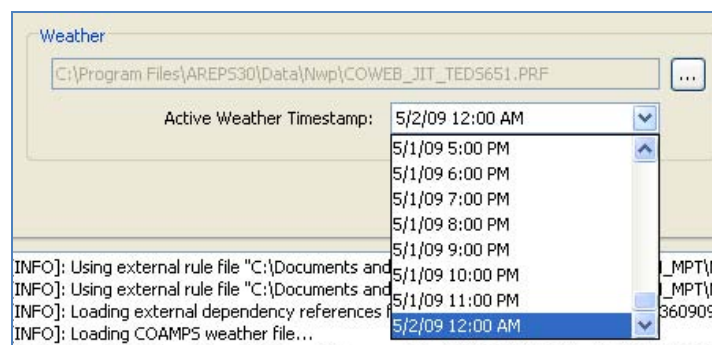 Weather
C:\Program Files\AREPS30\Data\Nwp\COWEB_JIT_TEDS651.PRF ...
Active Weather Timestamp: 5/2/09 12:00 AM
5/1/09 5:00 PM
5/1/09 6:00 PM
5/1/09 7:00 PM
5/1/09 8:00 PM
5/1/09 9:00 PM
5/1/09 10:00 PM
5/1/09 11:00 PM
5/2/09 12:00 AM
INFO]: Using external rule file "C:\Documents and _MPT\
INFO]: Using external rule file "C:\Documents and _MPT\
INFO]: Loading external dependency references 360909
INFO]: Loading COAMPS weather file...